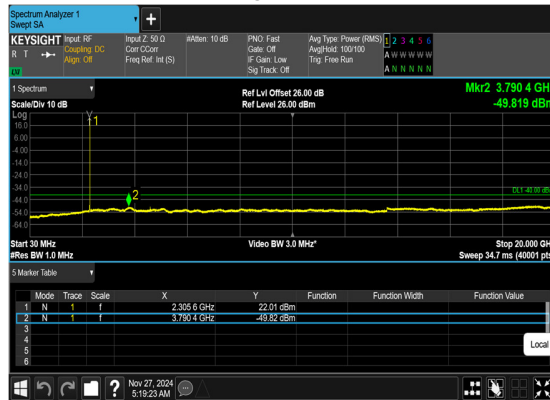 Spectrum Analyzer 1
Swept SA
KEYSIGHT
R T
Input: RF
Coupling: DC
Align: Off
Input Z: 50 Ω
Corr CCorr
Freq Ref: Int (S)
#Atten: 10 dB
PNO: Fast
Gate: Off
IF Gain: Low
Sig Track: Off
Avg Type: Power (RMS)
Avg|Hold: 100/100
Trig: Free Run
1 2 3 4 5 6
A W W W W W
A N N N N N
1 Spectrum
Scale/Div 10 dB
Log
Ref Lvl Offset 26.00 dB
Ref Level 26.00 dBm
Mkr2 3.790 4 GH
-49.819 dBn
16.0
6.00
-4.00
-14.0
-24.0
-34.0
-44.0
-54.0
-64.0
1
2
DL1 -40.00 dB
Start 30 MHz
#Res BW 1.0 MHz
Video BW 3.0 MHz*
Stop 20.000 GH
Sweep 34.7 ms (40001 pts
5 Marker Table
Mode Trace Scale X Y Function Function Width Function Value
1 N 1 f 2.305 6 GHz 22.01 dBm
2 N 1 f 3.790 4 GHz -49.82 dBm
3
4
5
6
Local
?
Nov 27, 2024
5:19:23 AM